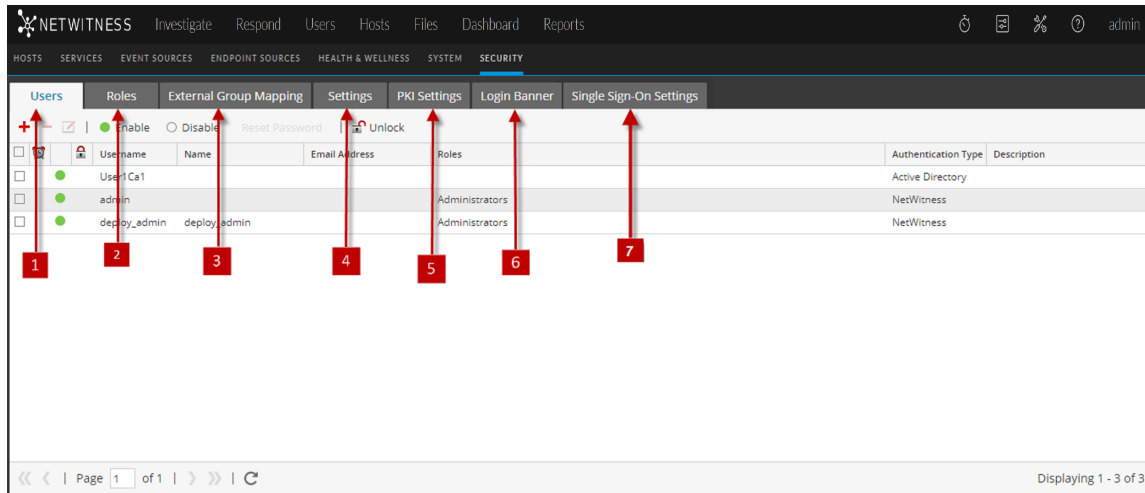 NETWITNESS Investigate Respond Users Hosts Files Dashboard Reports admin
HOSTS SERVICES EVENT SOURCES ENDPOINT SOURCES HEALTH & WELLNESS SYSTEM SECURITY
Users Roles External Group Mapping Settings PKI Settings Login Banner Single Sign-On Settings
Enable Disable Reset Password Unlock
Username Name Email Address Roles Authentication Type Description
User1Ca1 Active Directory
admin Administrators NetWitness
deploy_admin deploy_admin Administrators NetWitness
1 2 3 4 5 6 7
Page 1 of 1 Displaying 1 - 3 of 3